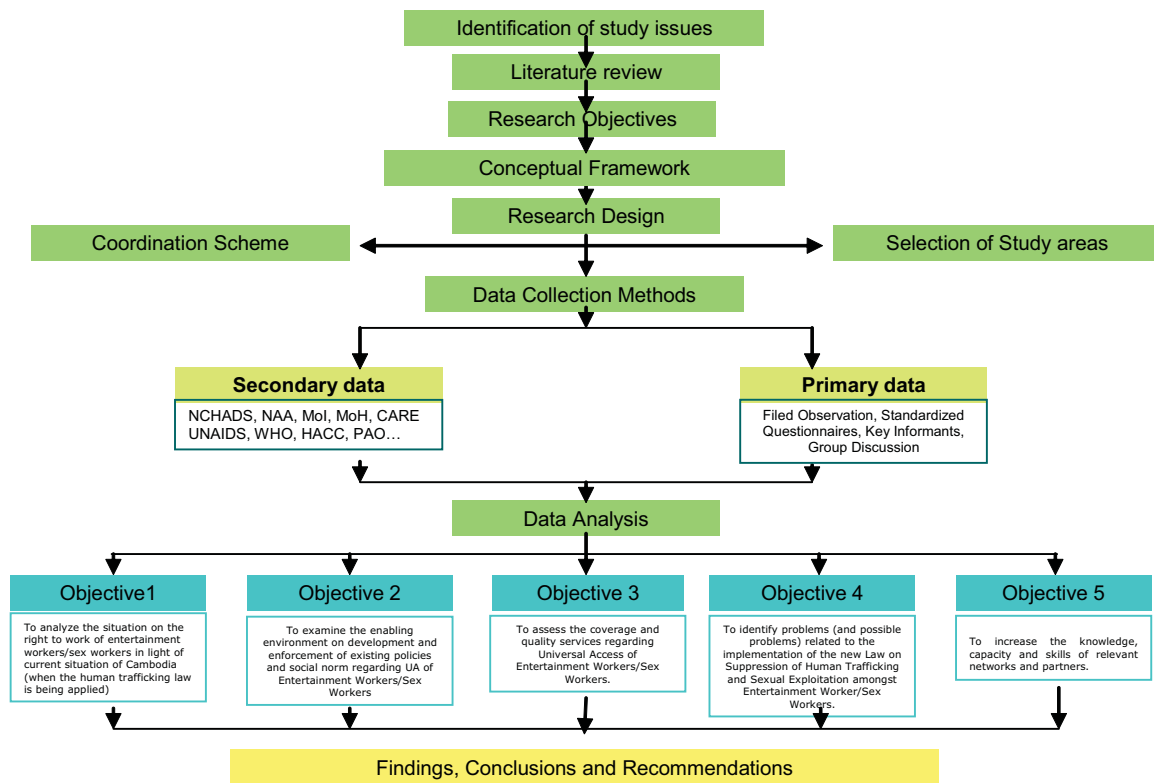 Identification of study issues
Literature review
Research Objectives
Conceptual Framework
Research Design
Coordination Scheme
Selection of Study areas
Data Collection Methods
Secondary data
NCHADS, NAA, MoI, MoH, CARE
UNAIDS, WHO, HACC, PAO…
Primary data
Filed Observation, Standardized
Questionnaires, Key Informants,
Group Discussion
Data Analysis
Objective1
To analyze the situation on the
right to work of entertainment
workers/sex workers in light of
current situation of Cambodia
(when the human trafficking law
is being applied)
Objective 2
To examine the enabling
environment on development and
enforcement of existing policies
and social norm regarding UA of
Entertainment Workers/Sex
Workers
Objective 3
To assess the coverage and
quality services regarding
Universal Access of
Entertainment Workers/Sex
Workers.
Objective 4
To identify problems (and possible
problems) related to the
implementation of the new Law on
Suppression of Human Trafficking
and Sexual Exploitation amongst
Entertainment Worker/Sex
Workers.
Objective 5
To increase the knowledge,
capacity and skills of relevant
networks and partners.
Findings, Conclusions and Recommendations